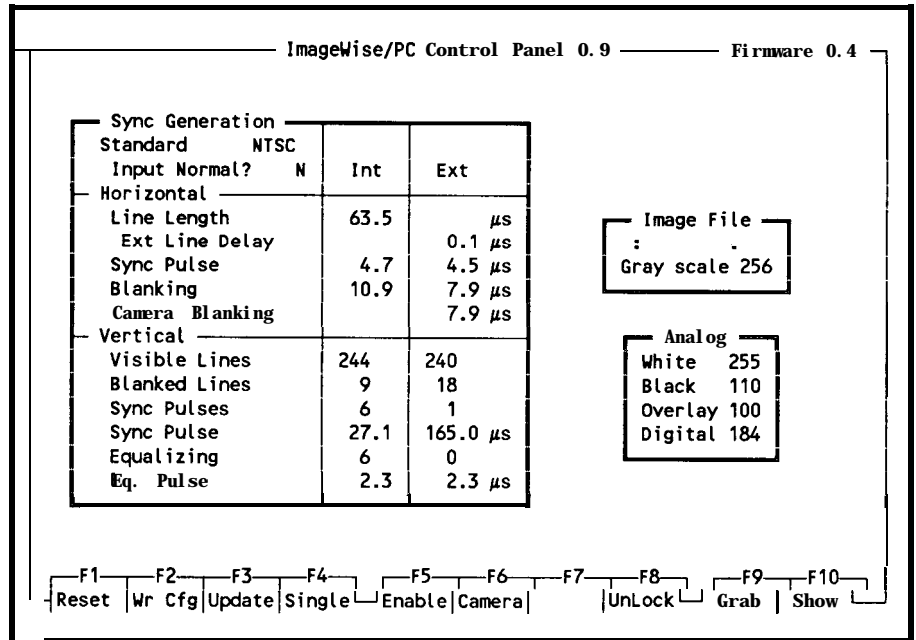 ImageWise/PC Control Panel 0.9 Firmware 0.4
Sync Generation
Standard NTSC
Input Normal? N Int Ext
Horizontal
Line Length 63.5 µs
Ext Line Delay 0.1 µs
Sync Pulse 4.7 4.5 µs
Blanking 10.9 7.9 µs
Camera Blanking 7.9 µs
Vertical
Visible Lines 244 240
Blanked Lines 9 18
Sync Pulses 6 1
Sync Pulse 27.1 165.0 µs
Equalizing 6 0
Eq. Pulse 2.3 2.3 µs
Image File
: .
Gray scale 256
Analog
White 255
Black 110
Overlay 100
Digital 184
F1 F2 F3 F4 F5 F6 F7 F8 F9 F10
Reset Wr Cfg Update Single Enable Camera UnLock Grab Show